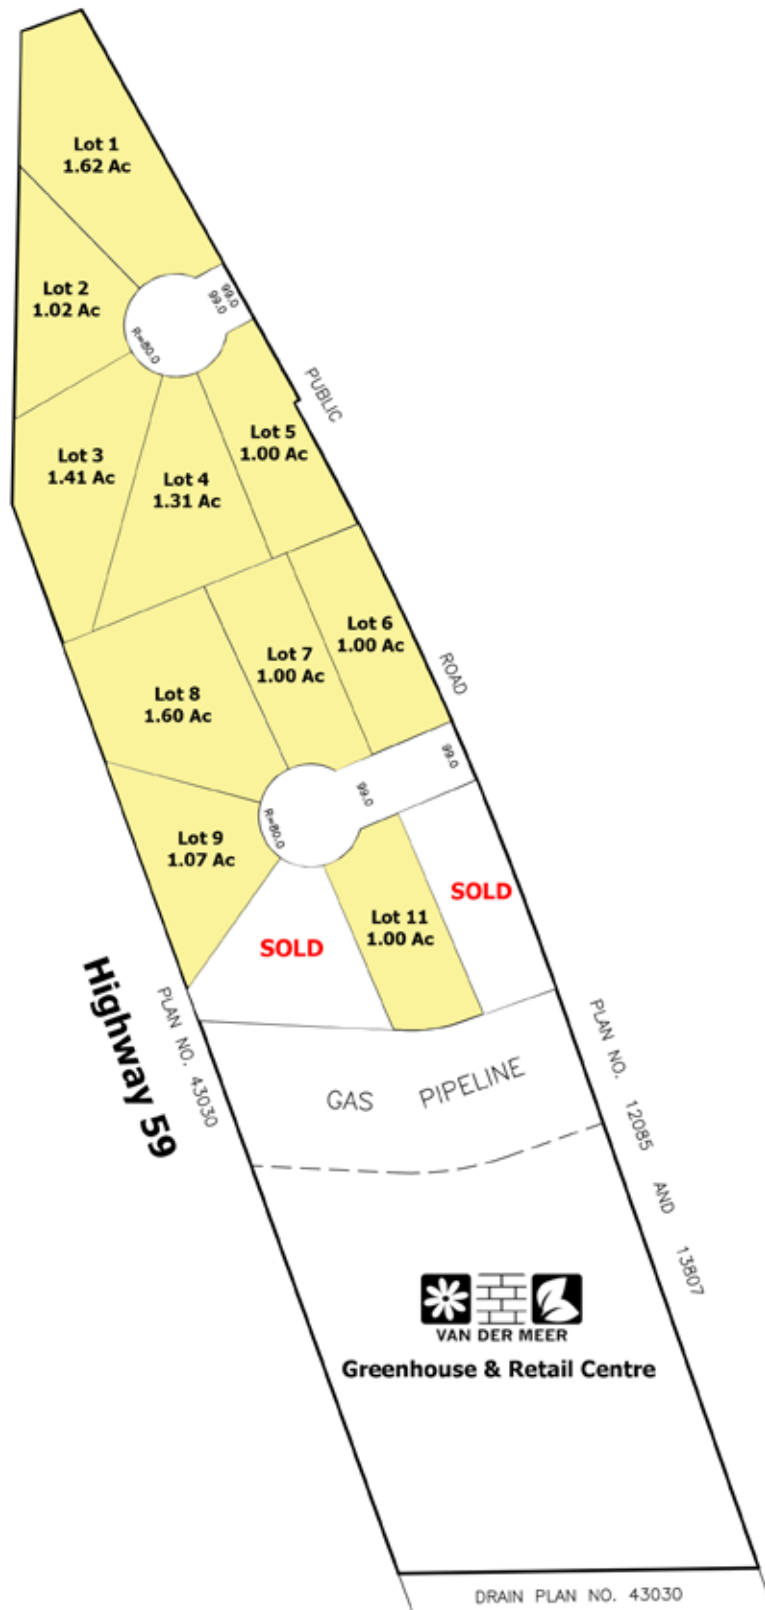 Lot 1
1.62 Ac
Lot 2
1.02 Ac
99.0
99.0
R=80.0
PUBLIC
Lot 3
1.41 Ac
Lot 4
1.31 Ac
Lot 5
1.00 Ac
Lot 6
1.00 Ac
Lot 7
1.00 Ac
ROAD
Lot 8
1.60 Ac
99.0
99.0
R=80.0
Lot 9
1.07 Ac
SOLD
Lot 11
1.00 Ac
SOLD
Highway 59
PLAN NO. 43030
GAS PIPELINE
PLAN NO. 12085 AND 13807
VAN DER MEER
Greenhouse & Retail Centre
DRAIN PLAN NO. 43030